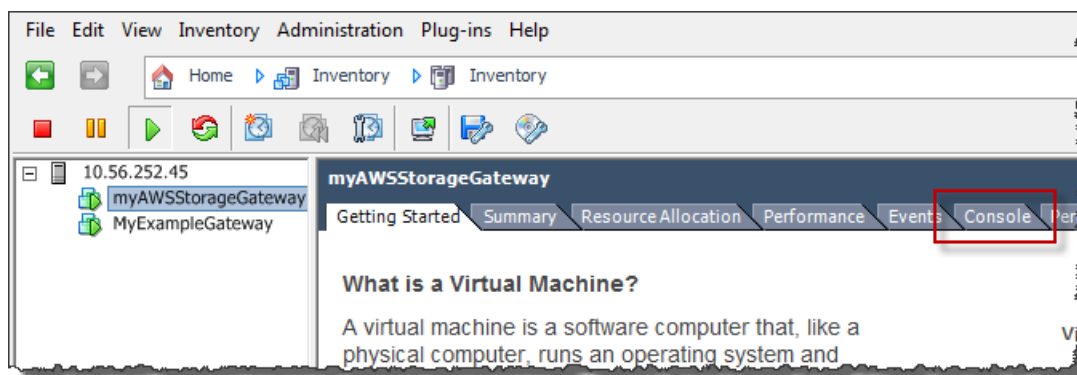 File Edit View Inventory Administration Plug-ins Help
Home Inventory Inventory
10.56.252.45
myAWSStorageGateway
MyExampleGateway
myAWSStorageGateway
Getting Started Summary Resource Allocation Performance Events Console
What is a Virtual Machine?
A virtual machine is a software computer that, like a
physical computer, runs an operating system and